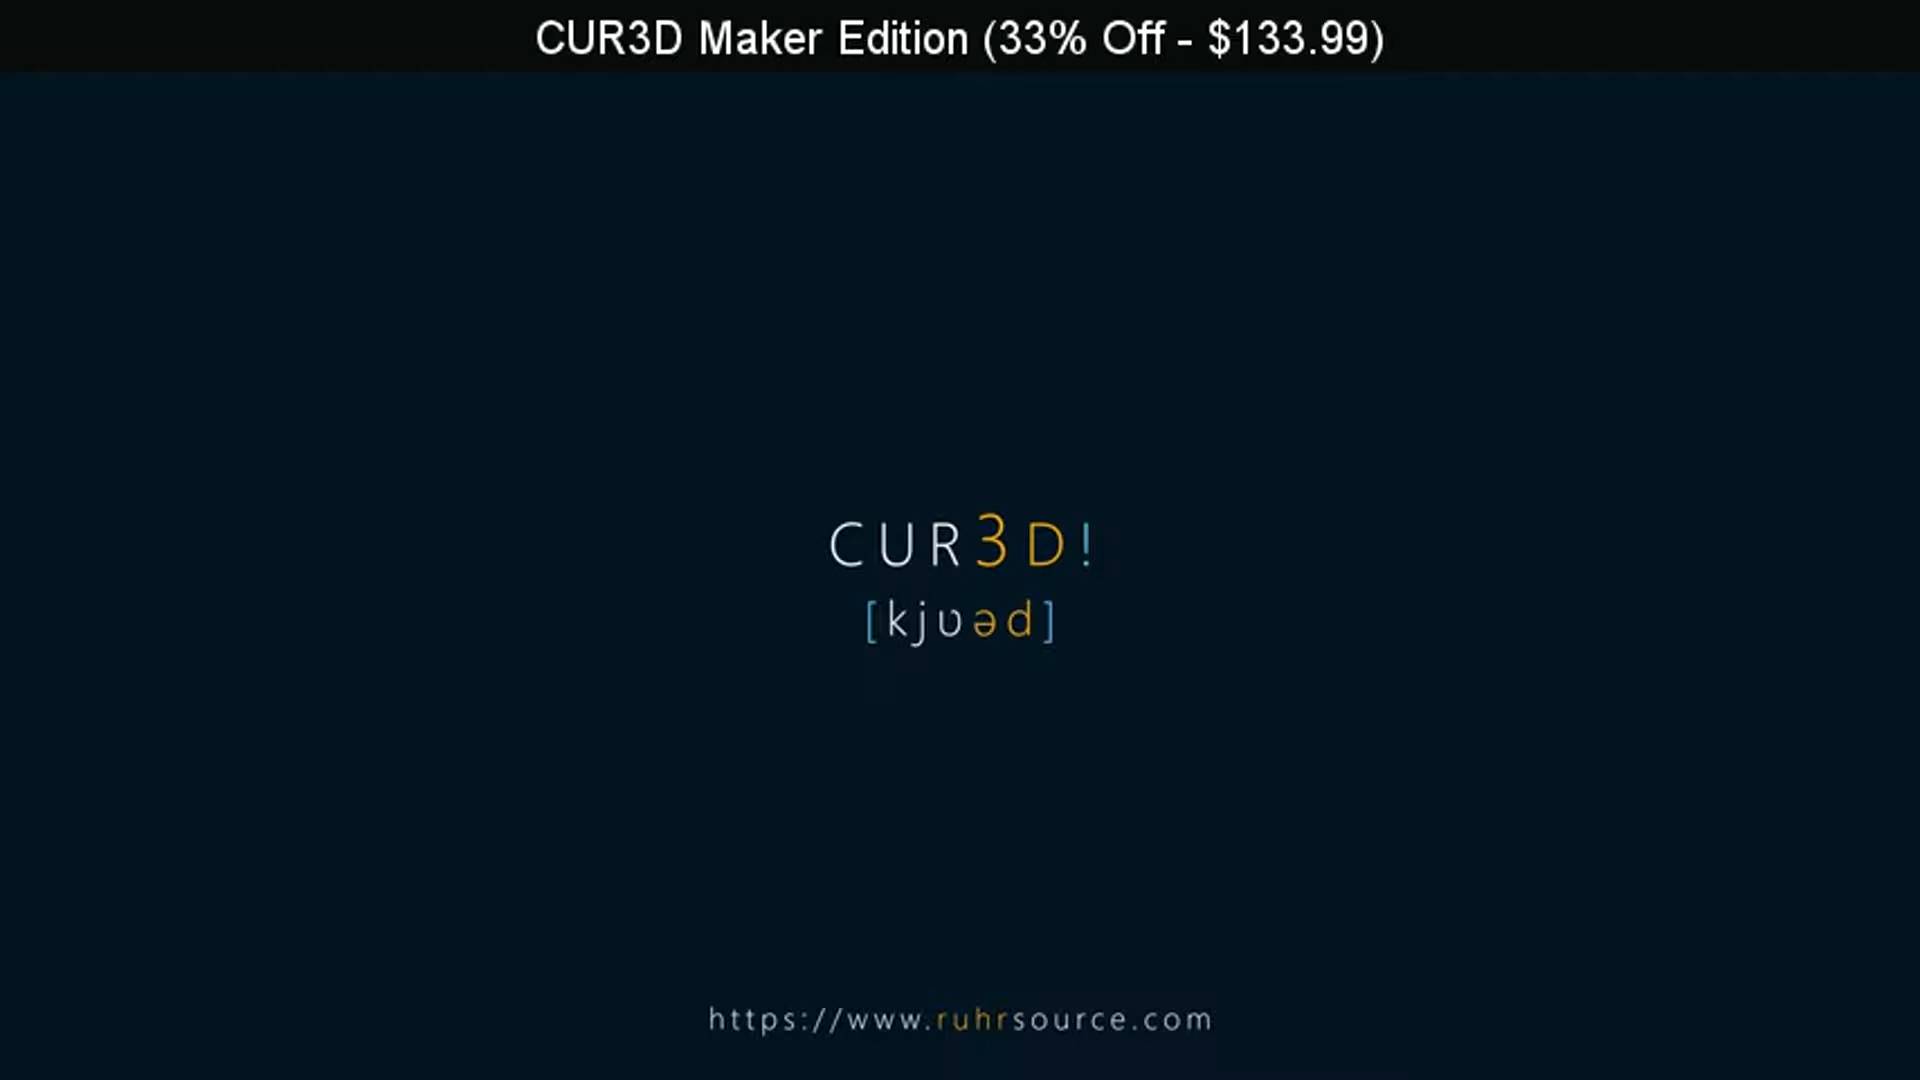 CUR3D Maker Edition (33% Off - $133.99)
CUR3D!
[kjʊəd]
https://www.ruhrsource.com